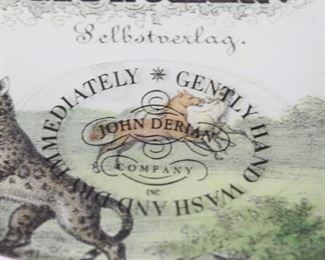 Selbstverlag.
GENTLY HAND WASH AND DRY IMMEDIATELY
JOHN DERIAN
COMPANY
INC